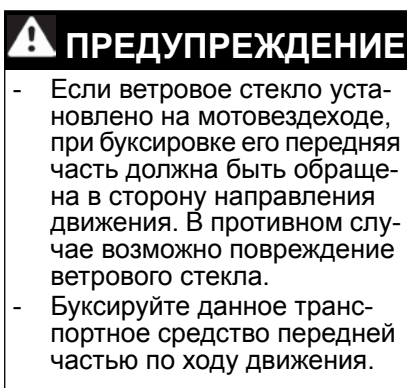 ПРЕДУПРЕЖДЕНИЕ
- Если ветровое стекло уста-
новлено на мотовездеходе,
при буксировке его передняя
часть должна быть обраще-
на в сторону направления
движения. В противном слу-
чае возможно повреждение
ветрового стекла.
- Буксируйте данное транс-
портное средство передней
частью по ходу движения.